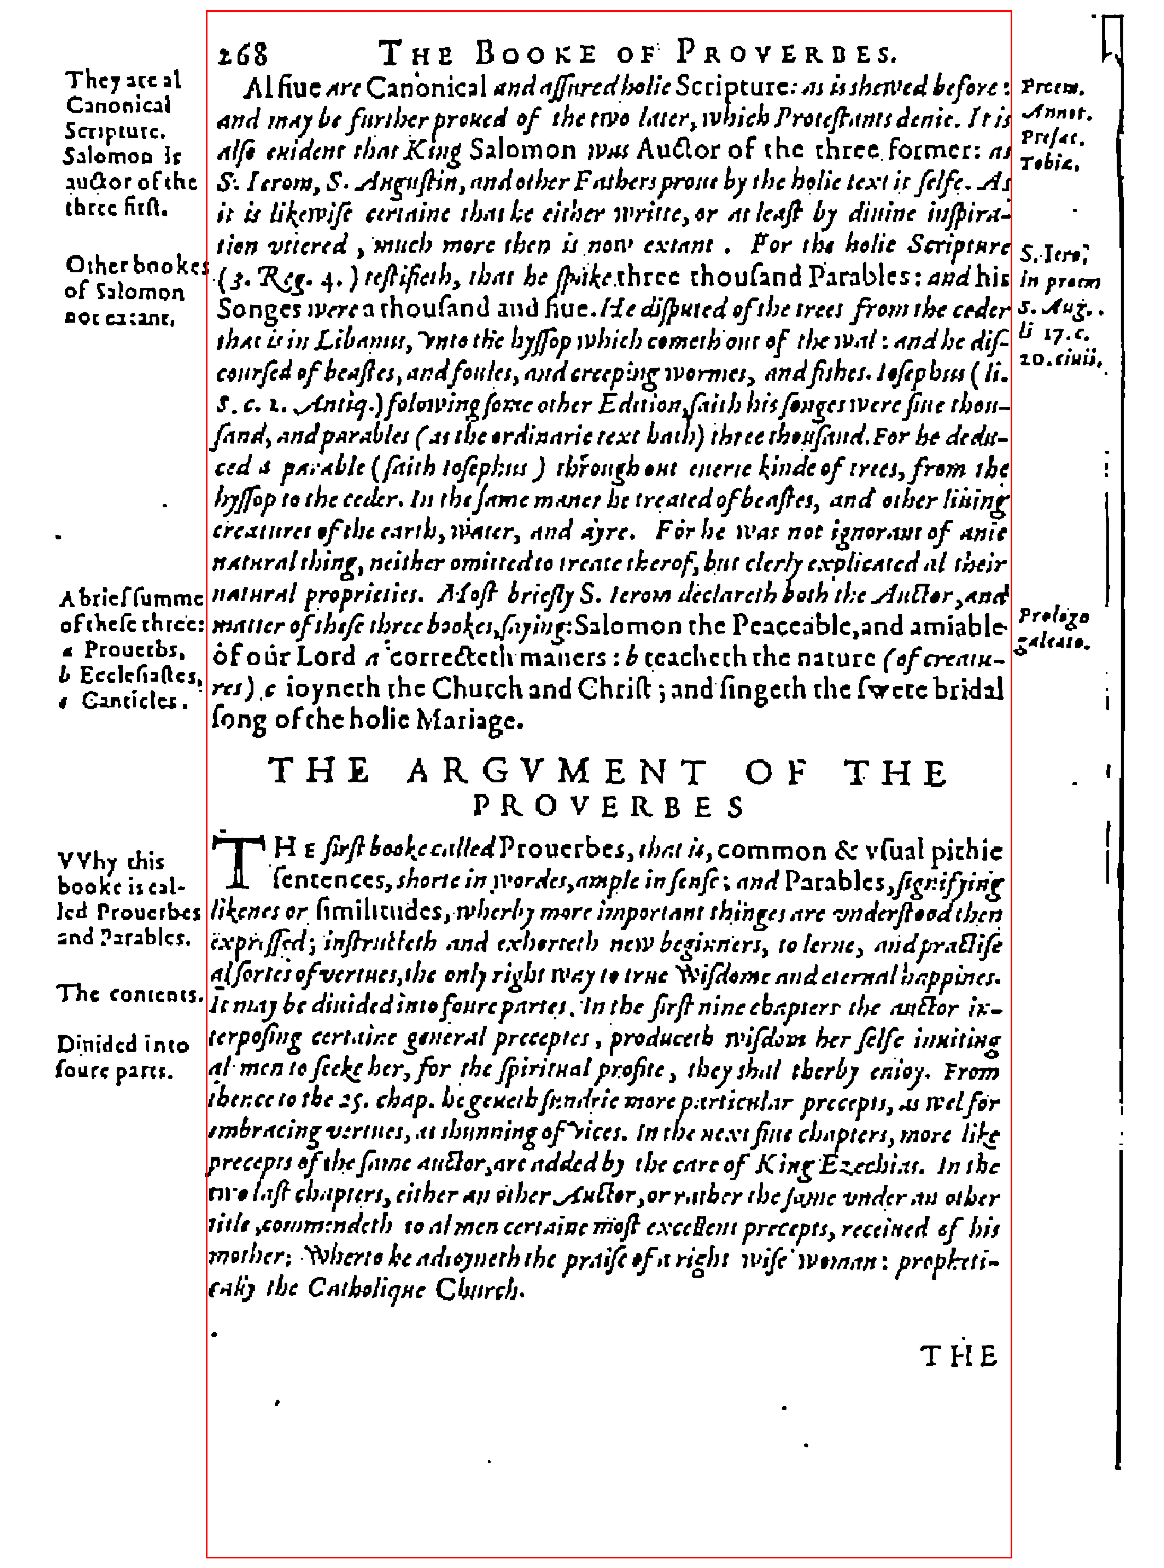 268 THE BOOKE OF PROVERBES.
They are al
Canonical
Scripture.
Salomon is
auctor of the
three first.
Other bookes
of Salomon
not extant.
Al fiue are Canonical and assured holie Scripture: as is shewed before:
and may be further proued of the two later, which Protestants denie. It is
also euident that King Salomon was Auctor of the three former: as
S. Ierom, S. Augustin, and other Fathers proue by the holie text it selfe. As
it is likewise certaine that he either writte, or at least by diuine inspira-
tion vttered, much more then is now extant. For the holie Scripture
(3. Reg. 4.) testifieth, that he spake three thousand Parables: and his
Songes were a thousand and fiue. He disputed of the trees from the ceder
that is in Libanus, vnto the hyssop which cometh out of the wal: and he dis-
coursed of beastes, and foules, and creeping wormes, and fishes. Iosephus (li.
8. c. 2. Antiq.) folowing some other Edition, saith his songes were fiue thou-
sand, and parables (as the ordinarie text hath) three thousand. For he dedu-
ced a parable (saith Iosephus) through out euerie kinde of trees, from the
hyssop to the ceder. In the same maner he treated of beastes, and other liuing
creatures of the earth, water, and ayre. For he was not ignorant of anie
natural thing, neither omitted to treate therof, but clerly explicated al their
natural proprieties. Most briefly S. Ierom declareth both the Auctor, and
matter of these three bookes, saying: Salomon the Peaceable, and amiable
of our Lord a correcteth maners: b teacheth the nature (of creatu-
res) c ioyneth the Church and Christ; and singeth the swete bridal
song of the holie Mariage.
Proem.
Annot.
Prefac.
Tobiæ.
S. Iero.
in proem
S. Aug.
li 17. c.
20. ciuit.
A brief summe
of these three:
a Prouerbs,
b Ecclesiastes,
c Canticles.
Prologo
galeato.
THE ARGVMENT OF THE
PROVERBES
VVhy this
booke is cal-
led Prouerbes
and Parables.
The contents.
Diuided into
foure parts.
THE first booke called Prouerbes, that is, common & vsual pithie
sentences, shorte in wordes, ample in sense; and Parables, signifying
likenes or similitudes, wherby more important thinges are vnderstood then
expressed; instructeth and exhorteth new beginners, to lerne, and practise
al sortes of vertues, the only right way to true Wisdome and eternal happines.
It may be diuided into foure partes. In the first nine chapters the auctor in-
terposing certaine general preceptes, produceth wisdom her selfe inuiting
al men to seeke her, for the spiritual profite, they shal therby enioy. From
thence to the 25. chap. he geueth sundrie more particular precepts, as wel for
embracing vertues, as shunning of vices. In the next fiue chapters, more like
precepts of the same auctor, are added by the care of King Ezechias. In the
two last chapters, either an other Auctor, or rather the same vnder an other
title, commendeth to al men certaine most excellent precepts, receiued of his
mother; Wherto he adioyneth the praise of a right wise woman: propheti-
cally the Catholique Church.
THE